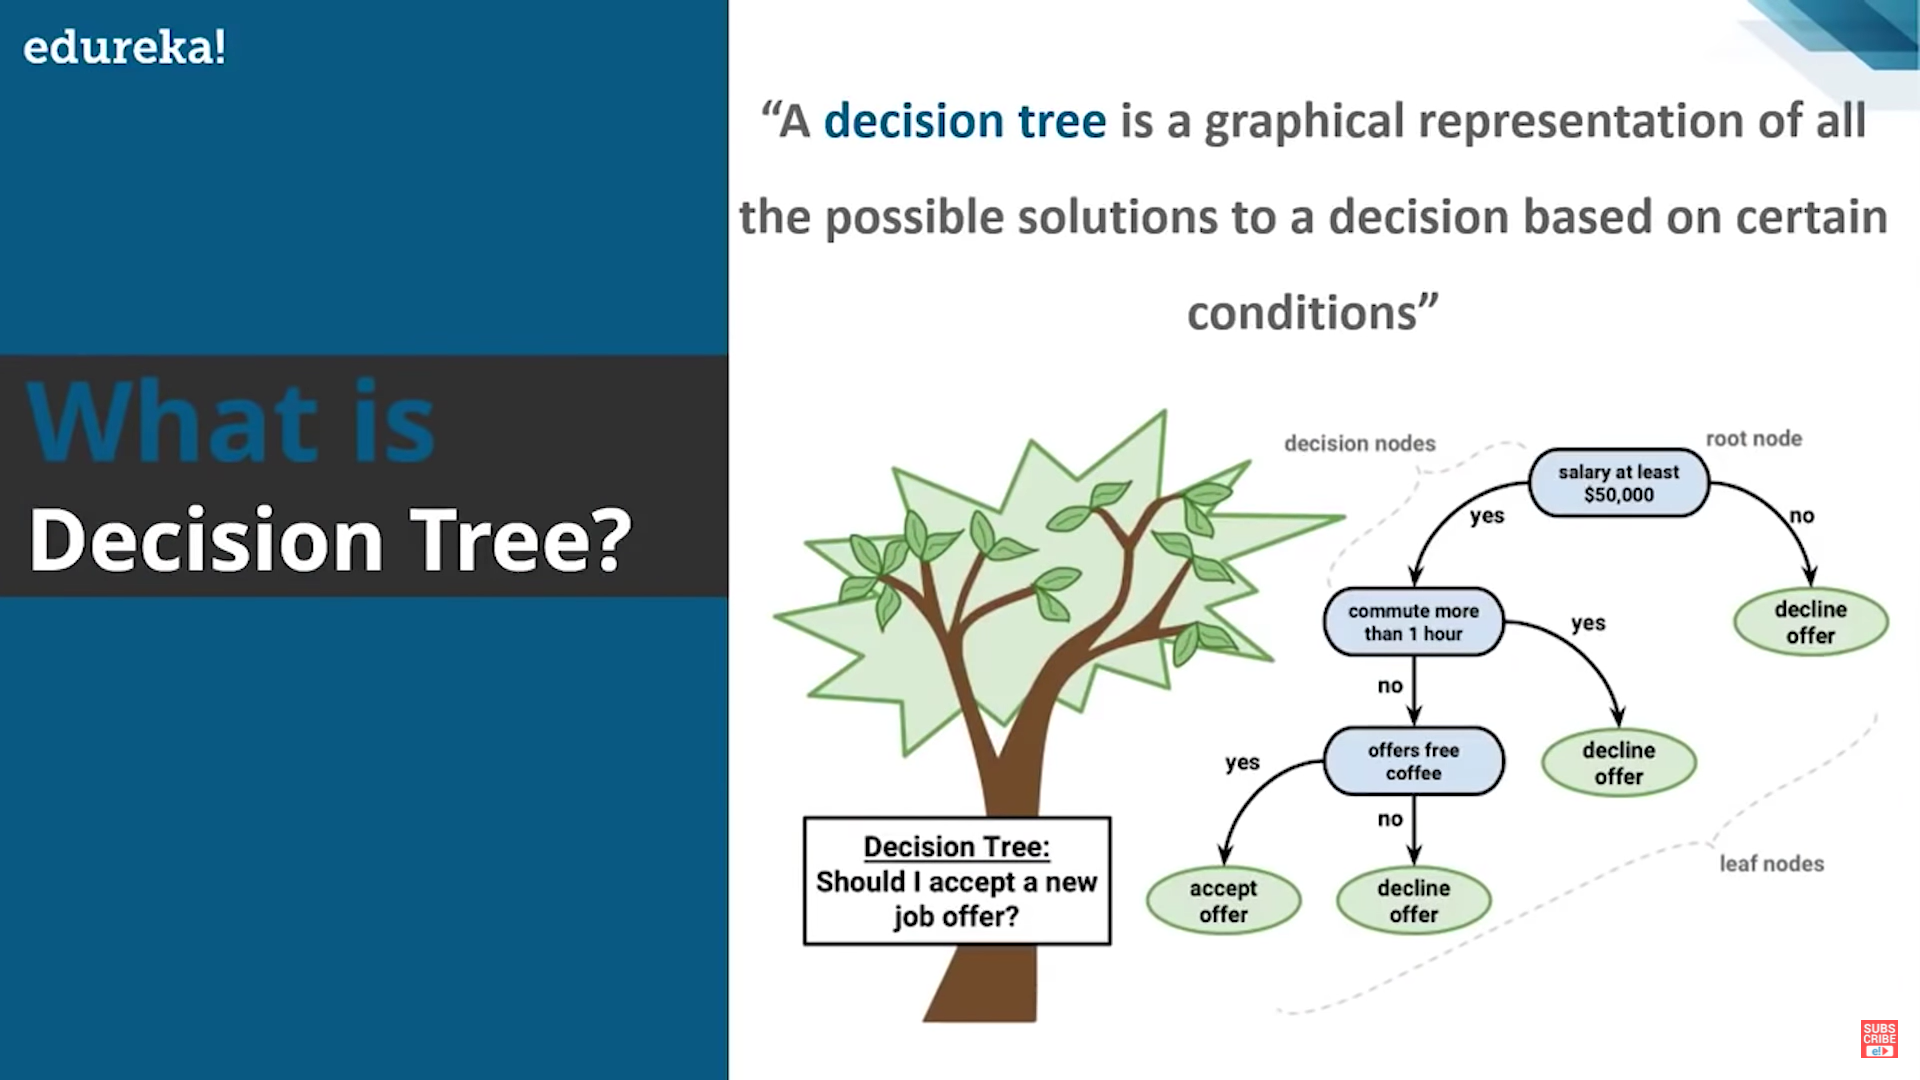 edureka!
What is
Decision Tree?
“A decision tree is a graphical representation of all
the possible solutions to a decision based on certain
conditions”
decision nodes
root node
salary at least
$50,000
yes
no
commute more
than 1 hour
yes
decline
offer
no
offers free
coffee
yes
decline
offer
no
accept
offer
decline
offer
leaf nodes
Decision Tree:
Should I accept a new
job offer?
SUBS
CRIBE
e!